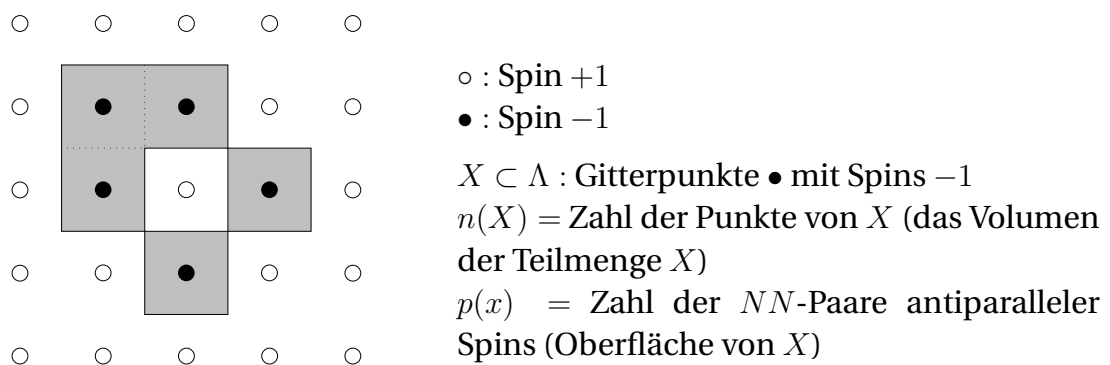 ○ : Spin +1
● : Spin −1
X ⊂ Λ : Gitterpunkte ● mit Spins −1
n(X) = Zahl der Punkte von X (das Volumen
der Teilmenge X)
p(x) = Zahl der NN-Paare antiparalleler
Spins (Oberfläche von X)